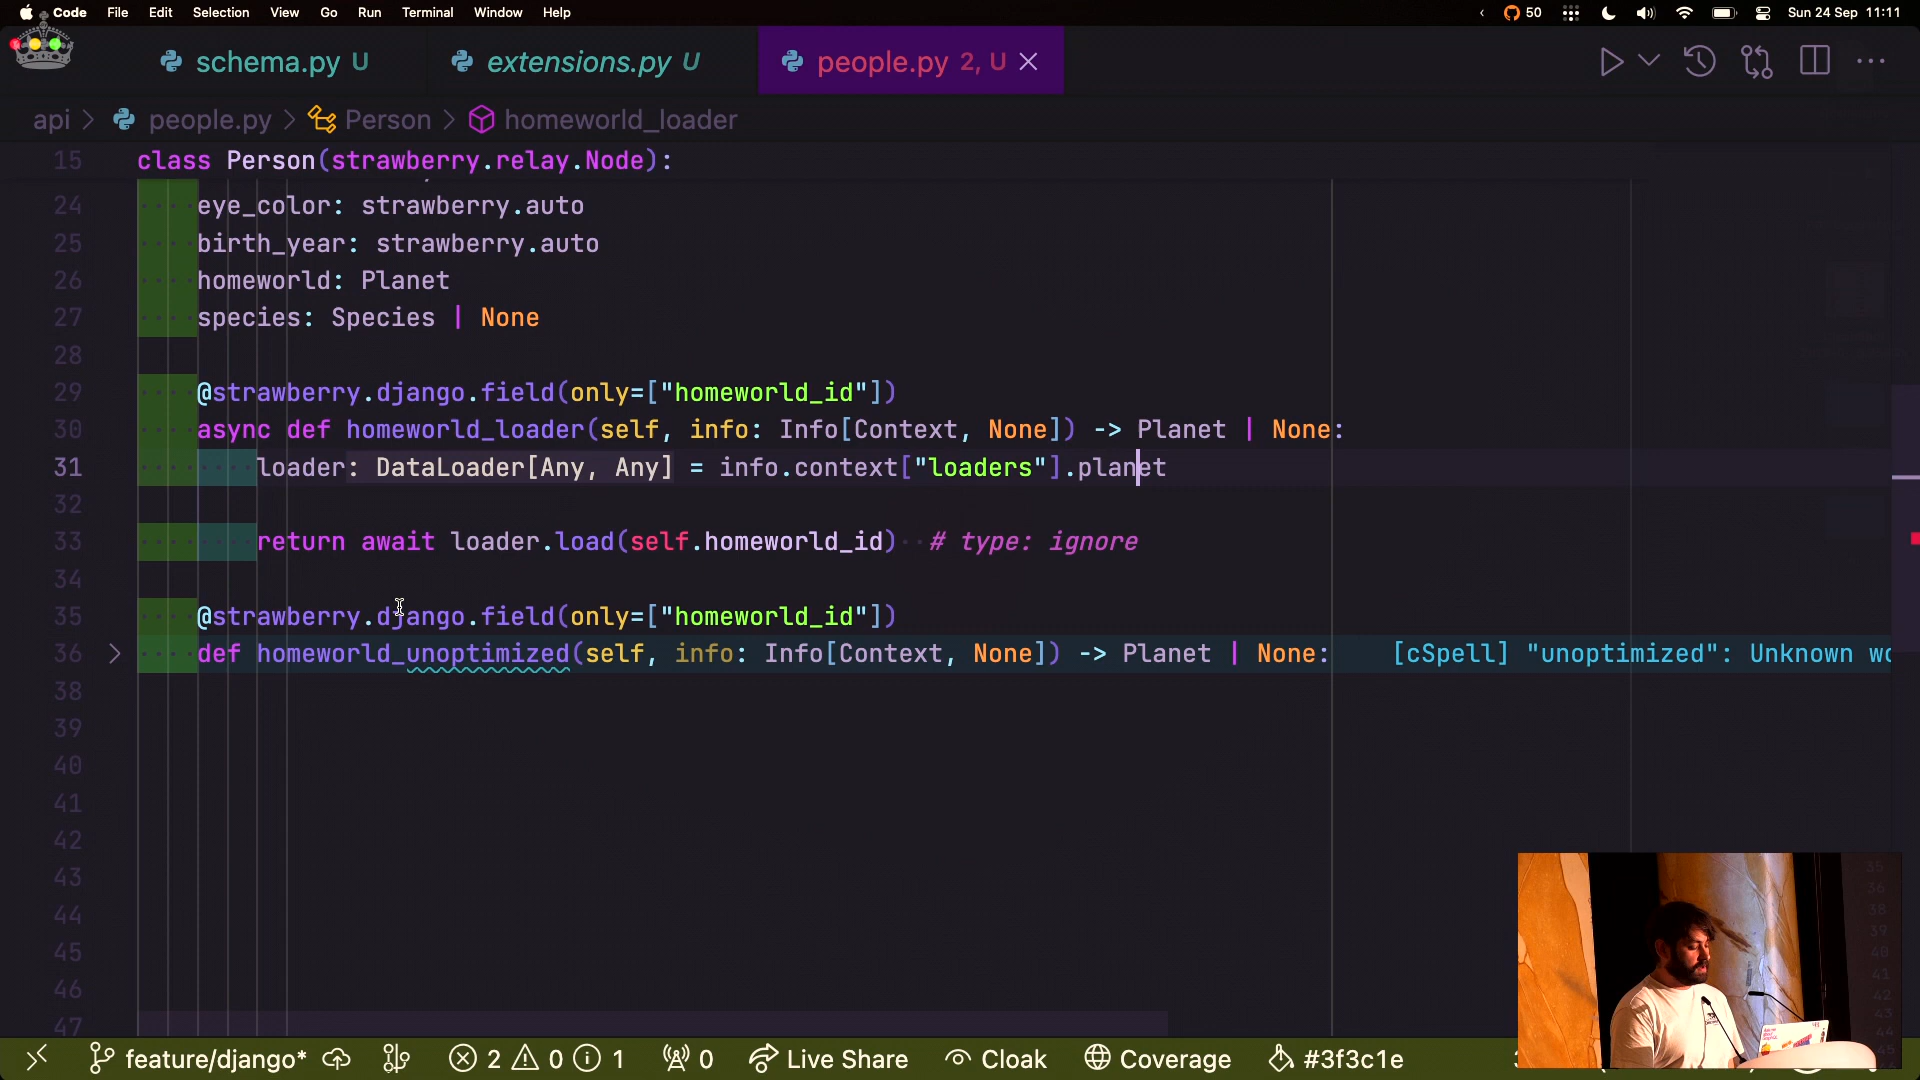 Code File Edit Selection View Go Run Terminal Window Help
50 Sun 24 Sep 11:11
schema.py U
extensions.py U
people.py 2, U
api > people.py > Person > homeworld_loader
15 class Person(strawberry.relay.Node):
24 eye_color: strawberry.auto
25 birth_year: strawberry.auto
26 homeworld: Planet
27 species: Species | None
28
29 @strawberry.django.field(only=["homeworld_id"])
30 async def homeworld_loader(self, info: Info[Context, None]) -> Planet | None:
31 loader: DataLoader[Any, Any] = info.context["loaders"].planet
32
33 return await loader.load(self.homeworld_id) # type: ignore
34
35 @strawberry.django.field(only=["homeworld_id"])
36 def homeworld_unoptimized(self, info: Info[Context, None]) -> Planet | None: [cSpell] "unoptimized": Unknown wo
38
39
40
41
42
43
44
45
46
47
feature/django* 2 0 1 0 Live Share Cloak Coverage #3f3c1e